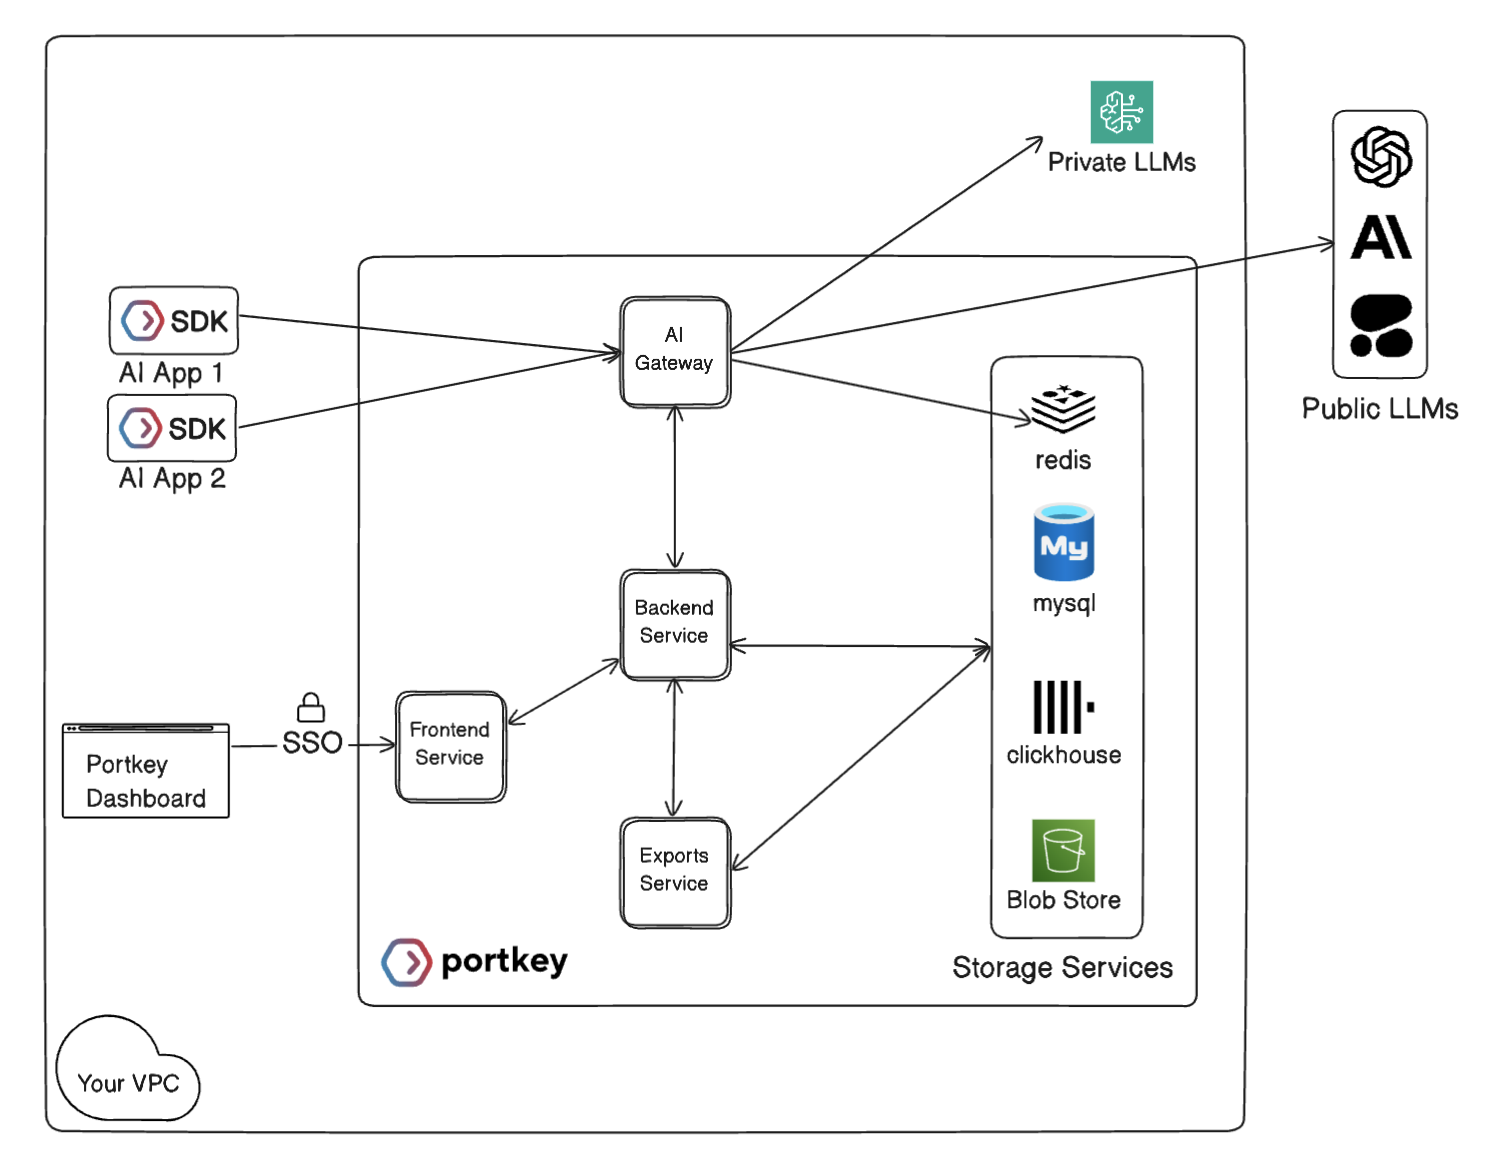 Private LLMs
Public LLMs
SDK
AI App 1
SDK
AI App 2
AI
Gateway
redis
My
mysql
Backend
Service
clickhouse
Frontend
Service
SSO
Portkey
Dashboard
Exports
Service
Blob Store
portkey
Storage Services
Your VPC